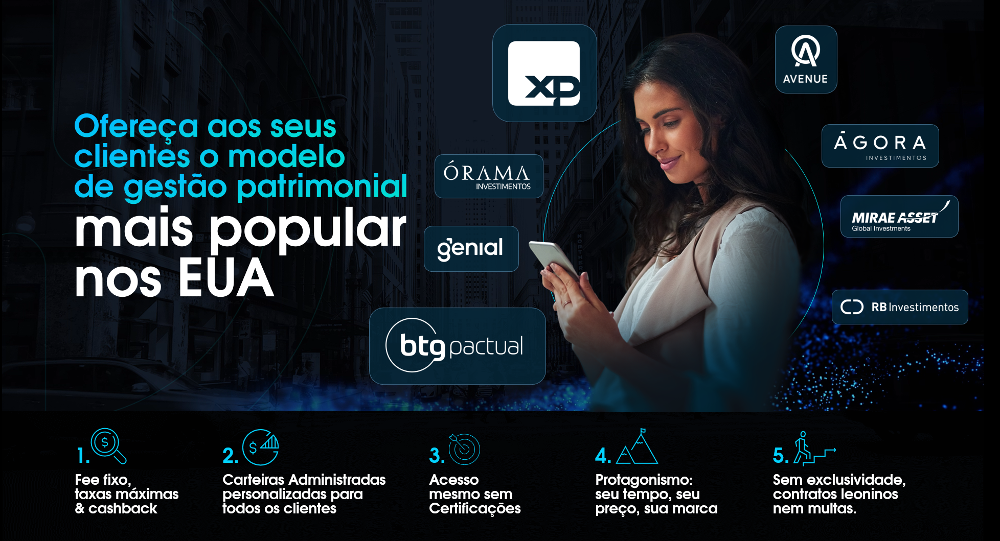 Ofereça aos seus
clientes o modelo
de gestão patrimonial
mais popular
nos EUA
XP
AVENUE
ÓRAMA
INVESTIMENTOS
ÁGORA
INVESTIMENTOS
genial
MIRAE ASSET
Global Investments
btg pactual
RB Investimentos
1.
Fee fixo,
taxas máximas
& cashback
2.
Carteiras Administradas
personalizadas para
todos os clientes
3.
Acesso
mesmo sem
Certificações
4.
Protagonismo:
seu tempo, seu
preço, sua marca
5.
Sem exclusividade,
contratos leoninos
nem multas.